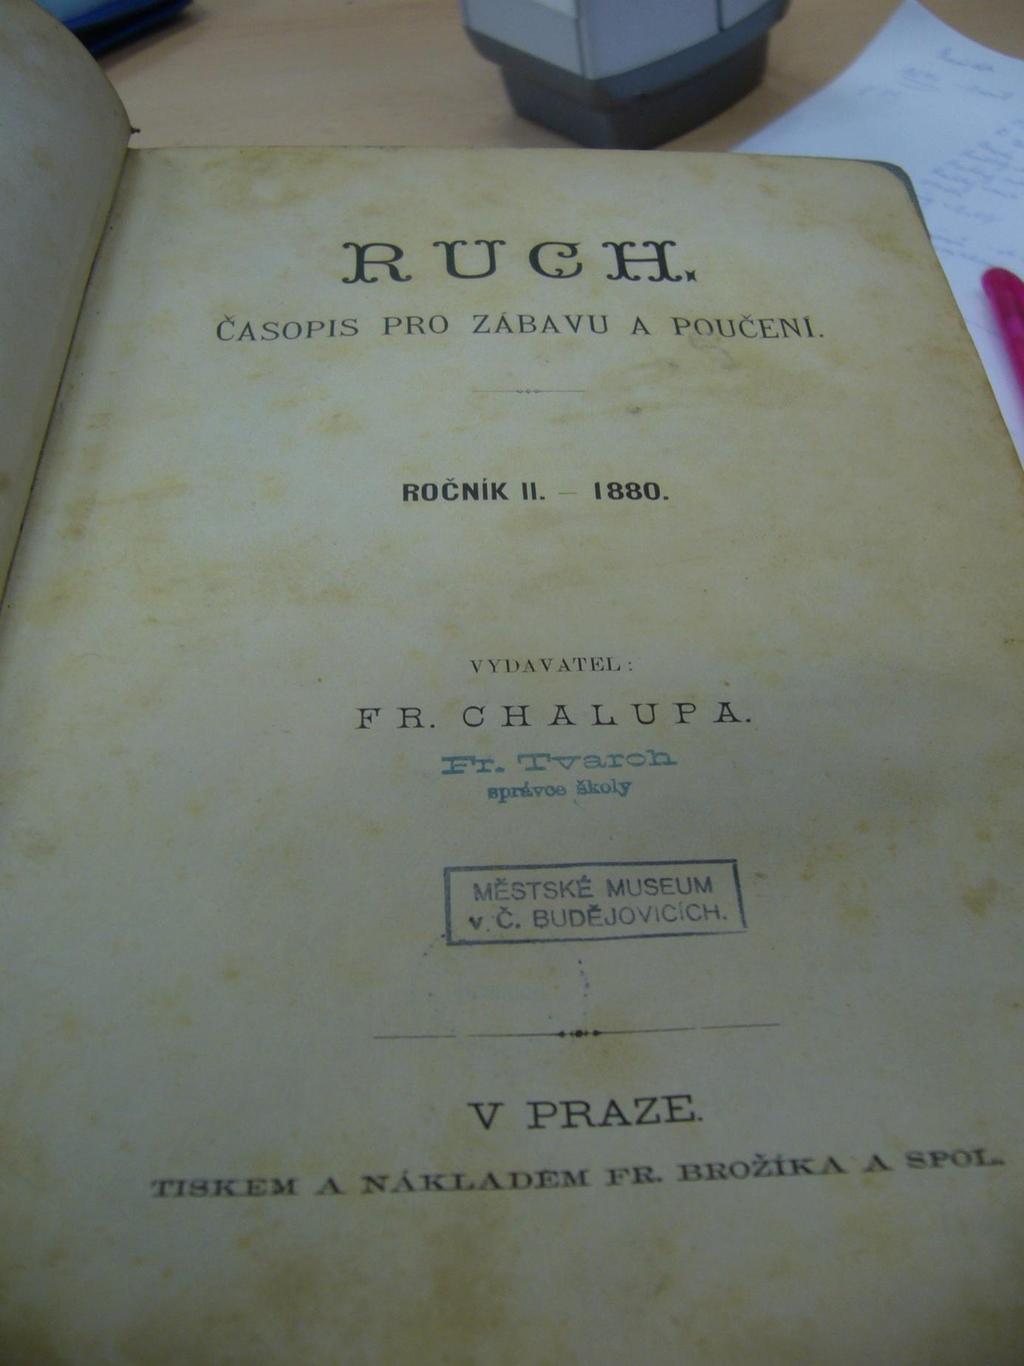 RUCH.
ČASOPIS PRO ZÁBAVU A POUČENÍ.
ROČNÍK II. – 1880.
VYDAVATEL:
FR. CHALUPA.
Fr. Tvaroh
správce školy
MĚSTSKÉ MUSEUM
v Č. BUDĚJOVICÍCH.
V PRAZE.
TISKEM A NÁKLADEM FR. BROŽÍKA A SPOL.